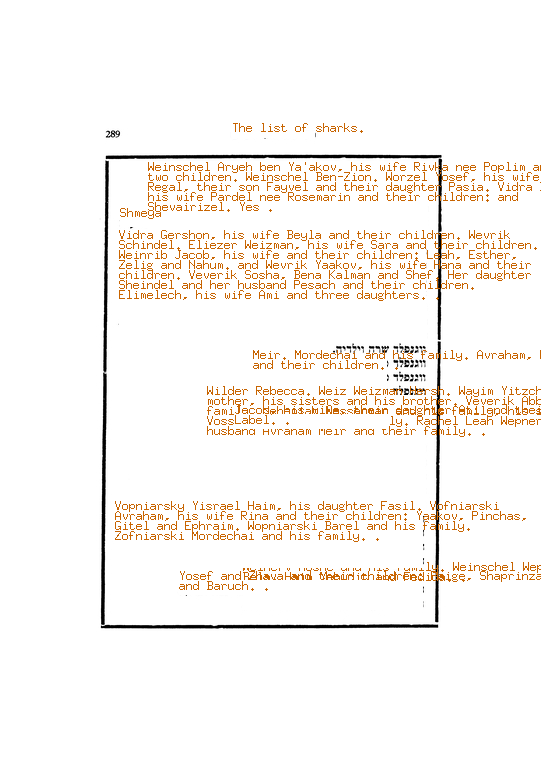 The list of sharks.
289
Weinschel Aryeh ben Ya'akov, his wife Rivka nee Poplim an
two children. Weinschel Ben-Zion. Worzel Yosef, his wife
Regal, their son Fayvel and their daughter Pasia. Vidra
his wife Pardel nee Rosemarin and their children: and
Shevairizel. Yes .
Shmega
Vidra Gershon, his wife Beyla and their children. Wevrik
Schindel. Eliezer Weizman, his wife Sara and their children.
Weinrib Jacob, his wife and their children: Leah, Esther,
Zelig and Nahum. and Wevrik Yaakov, his wife Hana and their
children. Veverik Sosha, Bena Kalman and Shef. Her daughter
Sheindel and her husband Pesach and their children.
Elimelech, his wife Ami and three daughters. .
וננפלד שרה וילדיה
Meir. Mordechai and his family. Avraham,
וננפלד
and their children.
וננפלד
Wilder Rebecca. Weiz Weizman Hersh. Wayim Yitzch
mother, his sisters and his brother. Veverik Abb
Jacob, his wife, their daughter and
Voss Label. . ly. Rachel Leah Wepner
husband Avraham Meir and their family. .
Vopniarsky Yisrael Haim, his daughter Fasil. Vofniarski
Avraham, his wife Rina and their children: Yaakov, Pinchas,
Gitel and Ephraim. Wopniarski Barel and his family.
Zofniarski Mordechai and his family. .
Moshe and his family. Weinschel Wep
Yosef and their children: Paige, Shaprinza
and Baruch. .